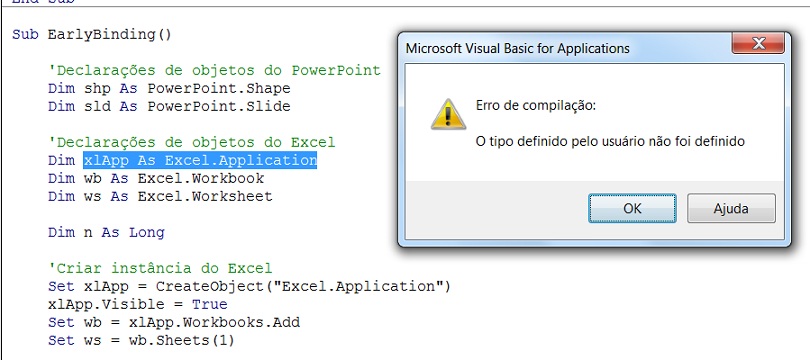 End Sub
Sub EarlyBinding()
'Declarações de objetos do PowerPoint
Dim shp As PowerPoint.Shape
Dim sld As PowerPoint.Slide
'Declarações de objetos do Excel
Dim xlApp As Excel.Application
Dim wb As Excel.Workbook
Dim ws As Excel.Worksheet
Dim n As Long
'Criar instância do Excel
Set xlApp = CreateObject("Excel.Application")
xlApp.Visible = True
Set wb = xlApp.Workbooks.Add
Set ws = wb.Sheets(1)
Microsoft Visual Basic for Applications
Erro de compilação:
O tipo definido pelo usuário não foi definido
OK
Ajuda